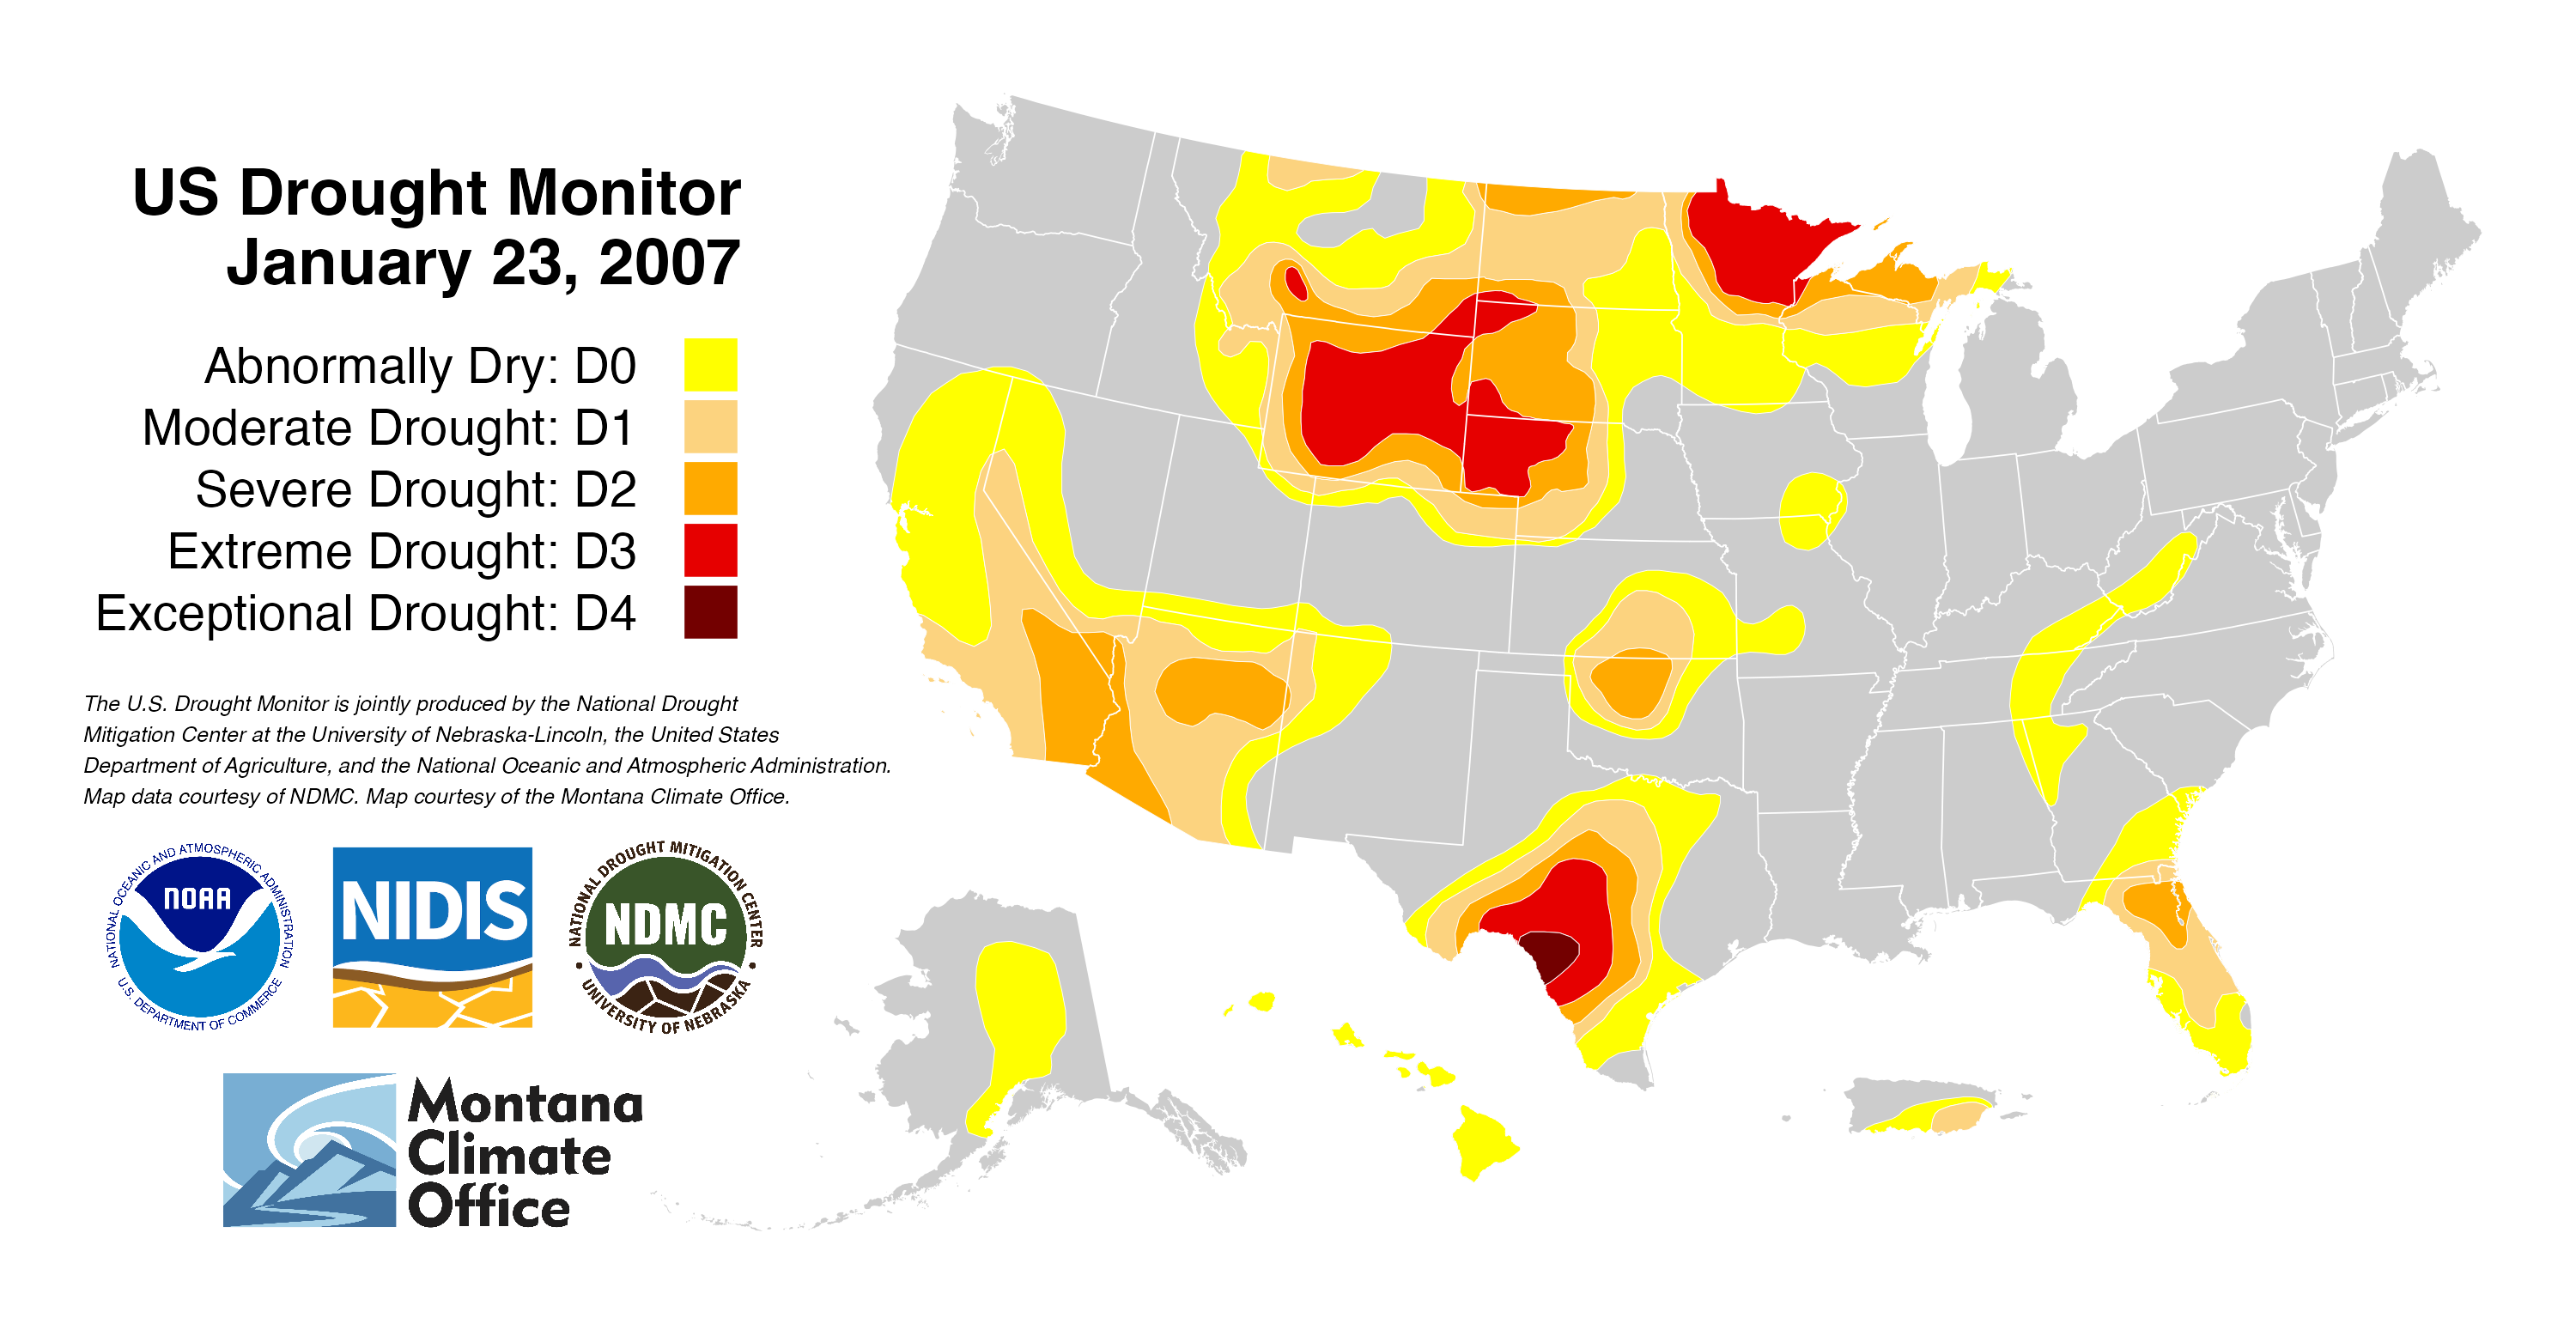 US Drought Monitor
January 23, 2007
Abnormally Dry: D0
Moderate Drought: D1
Severe Drought: D2
Extreme Drought: D3
Exceptional Drought: D4
The U.S. Drought Monitor is jointly produced by the National Drought
Mitigation Center at the University of Nebraska-Lincoln, the United States
Department of Agriculture, and the National Oceanic and Atmospheric Administration.
Map data courtesy of NDMC. Map courtesy of the Montana Climate Office.
NATIONAL OCEANIC AND ATMOSPHERIC ADMINISTRATION
NOAA
U.S. DEPARTMENT OF COMMERCE
NIDIS
NATIONAL DROUGHT MITIGATION CENTER
NDMC
UNIVERSITY OF NEBRASKA
Montana
Climate
Office